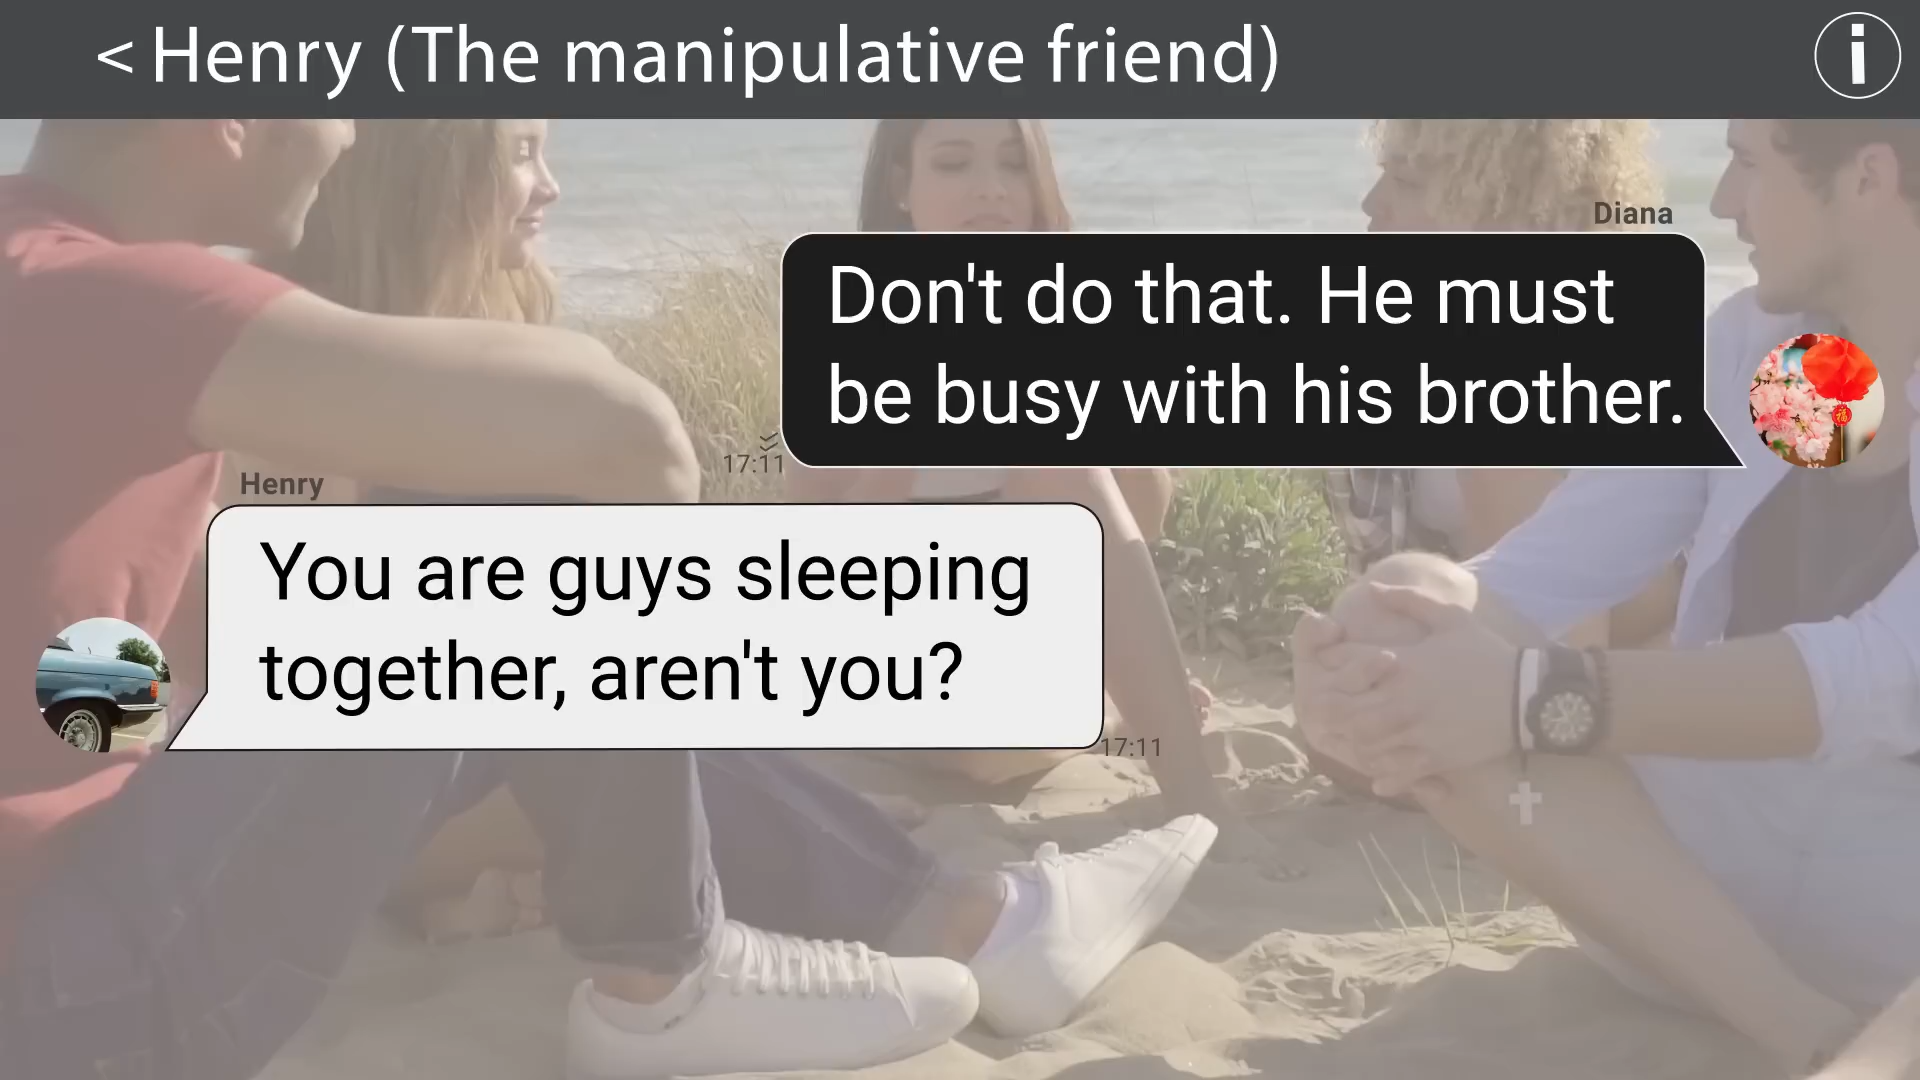 < Henry (The manipulative friend)
i
Diana
Don't do that. He must
be busy with his brother.
17:11
Henry
You are guys sleeping
together, aren't you?
17:11